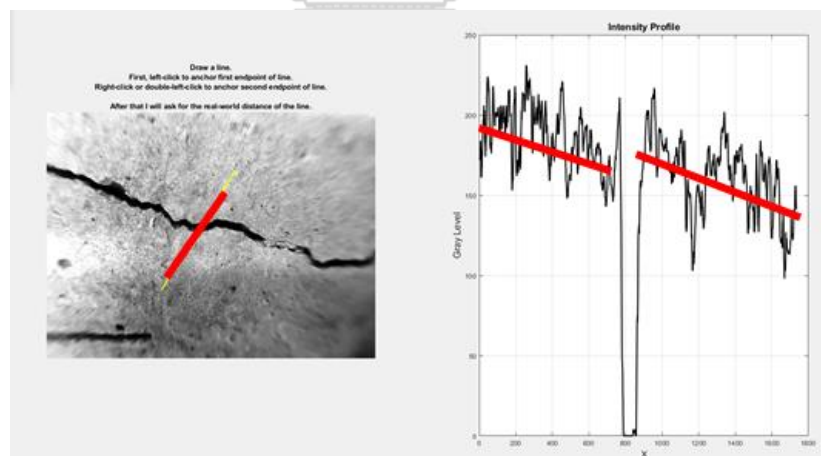 Draw a line.
First, left-click to anchor first endpoint of line.
Right-click or double-left-click to anchor second endpoint of line.
After that I will ask for the real-world distance of the line.
Intensity Profile
250
200
150
100
50
0
Gray Level
0 200 400 600 800 1000 1200 1400 1600 1800
X